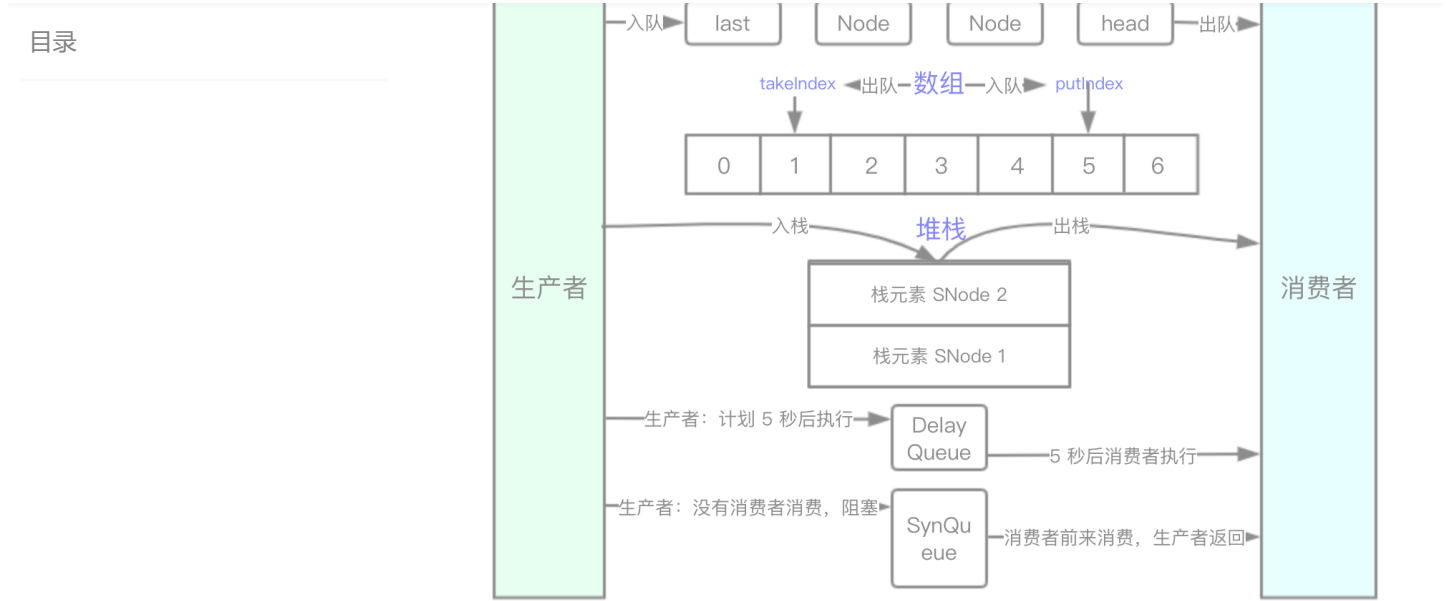 目录
入队
last
Node
Node
head
出队
takeIndex
出队
数组
入队
putIndex
0 1 2 3 4 5 6
入栈
堆栈
出栈
生产者
栈元素 SNode 2
消费者
栈元素 SNode 1
生产者：计划 5 秒后执行
Delay
Queue
5 秒后消费者执行
生产者：没有消费者消费，阻塞
SynQu
eue
消费者前来消费，生产者返回